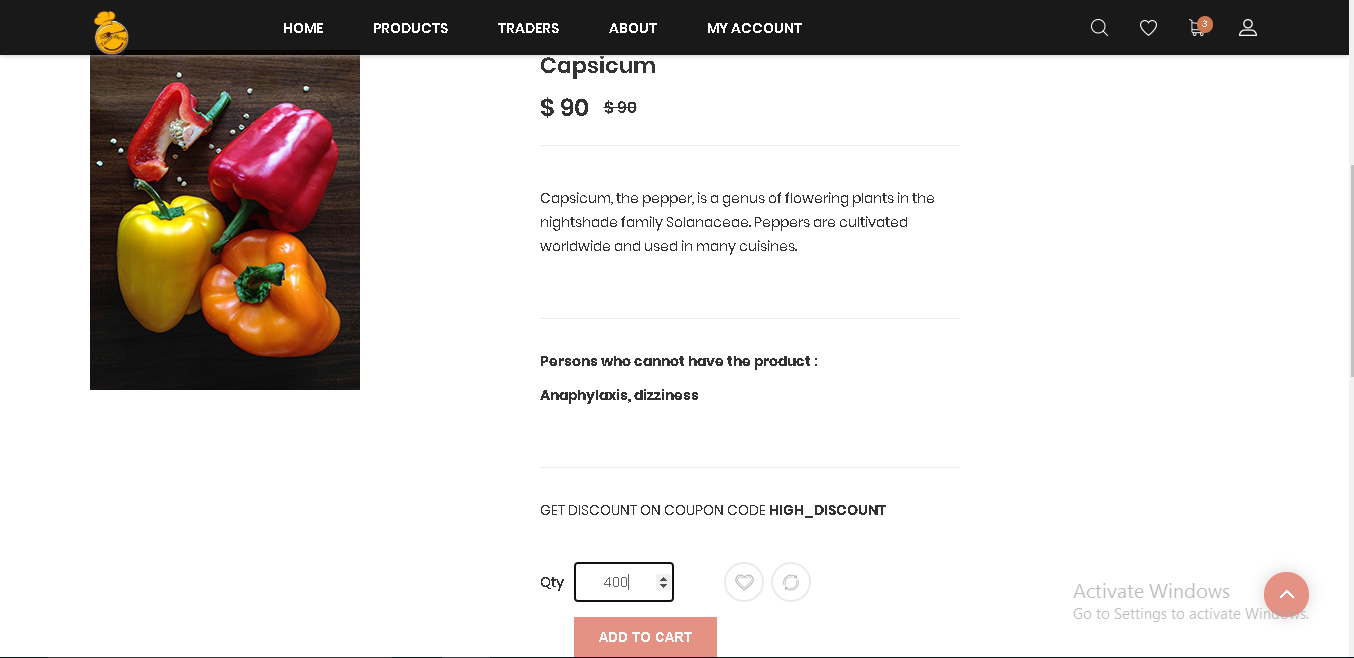 HOME PRODUCTS TRADERS ABOUT MY ACCOUNT 3
Capsicum
$ 90 $ 90
Capsicum, the pepper, is a genus of flowering plants in the
nightshade family Solanaceae. Peppers are cultivated
worldwide and used in many cuisines.
Persons who cannot have the product :
Anaphylaxis, dizziness
GET DISCOUNT ON COUPON CODE HIGH_DISCOUNT
Qty 400
ADD TO CART
Activate Windows
Go to Settings to activate Windows.